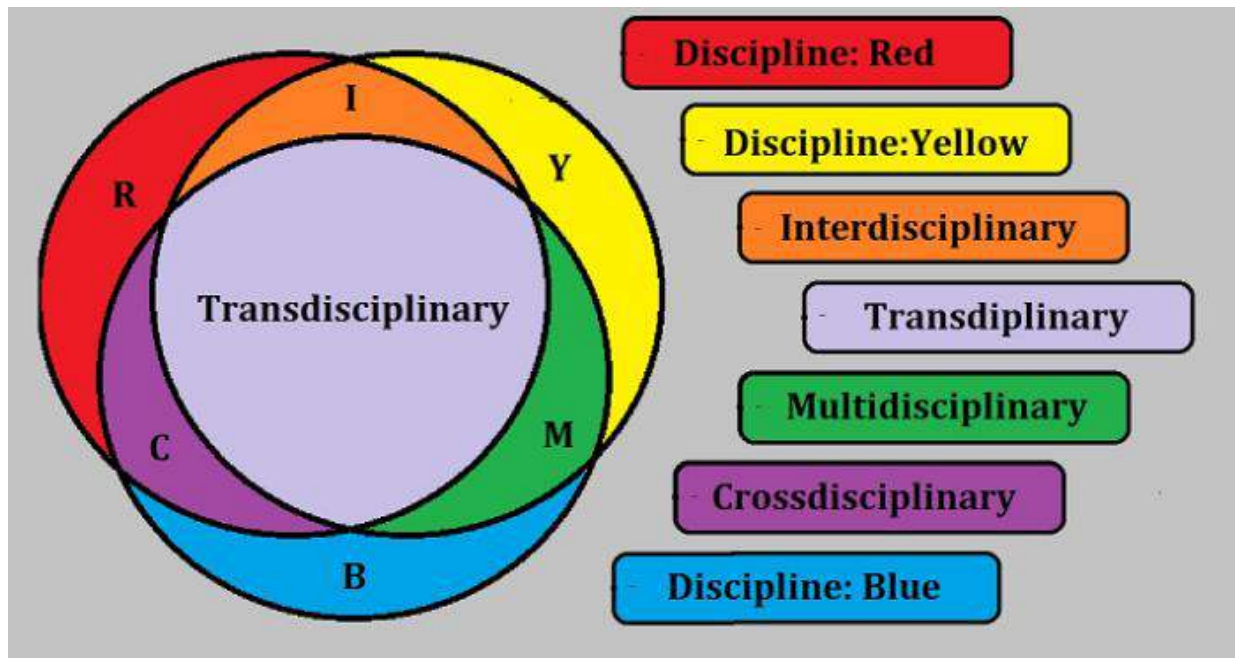 I
R
Y
Transdisciplinary
C
M
B
Discipline: Red
Discipline:Yellow
Interdisciplinary
Transdiplinary
Multidisciplinary
Crossdisciplinary
Discipline: Blue